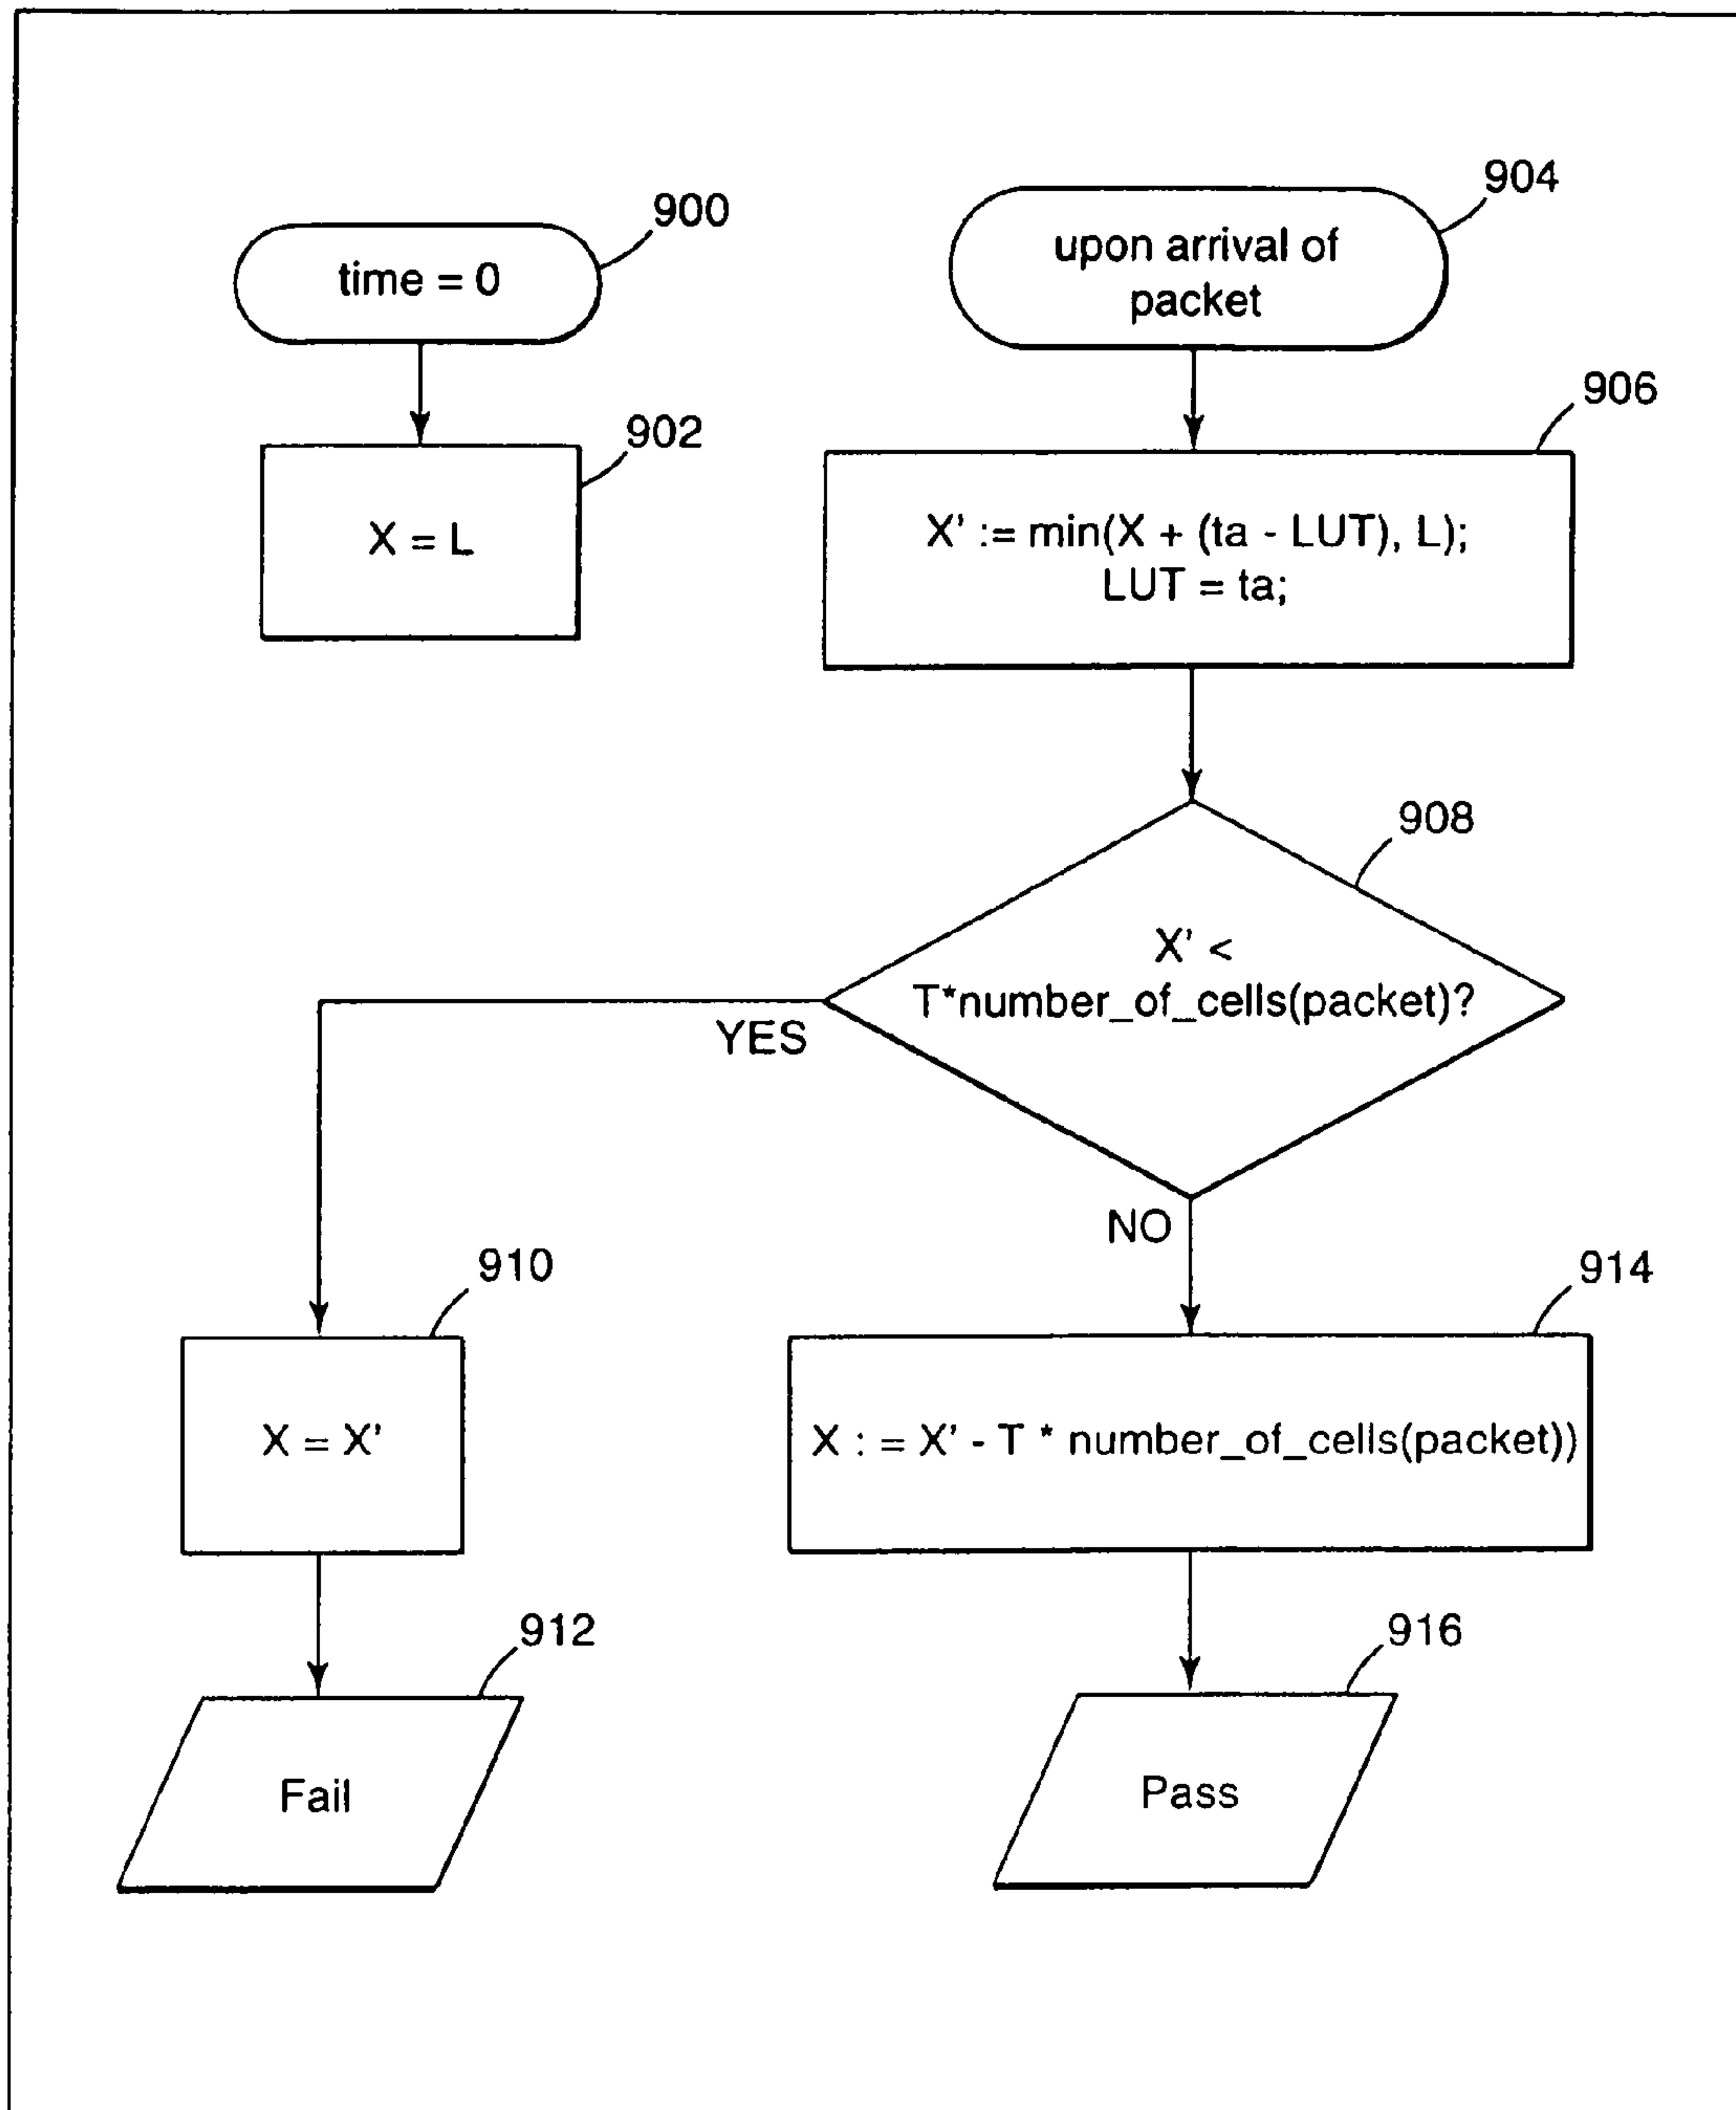 900
time = 0
902
X = L
904
upon arrival of
packet
906
X' := min(X + (ta - LUT), L);
LUT = ta;
908
X' <
T*number_of_cells(packet)?
YES
NO
910
X = X'
912
Fail
914
X : = X' - T * number_of_cells(packet))
916
Pass